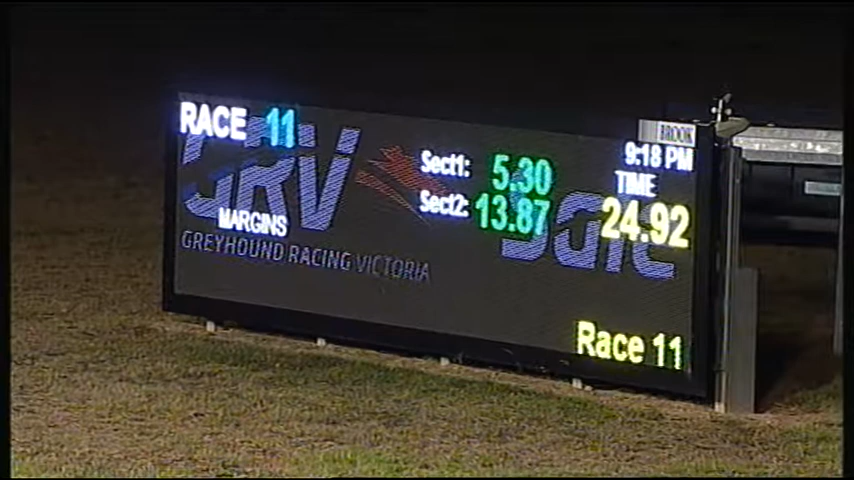 RACE 11
GRV
MARGINS
GREYHOUND RACING VICTORIA
Sect1: 5.30
Sect2: 13.87
BROOK
9:18 PM
TIME
24.92
Race 11